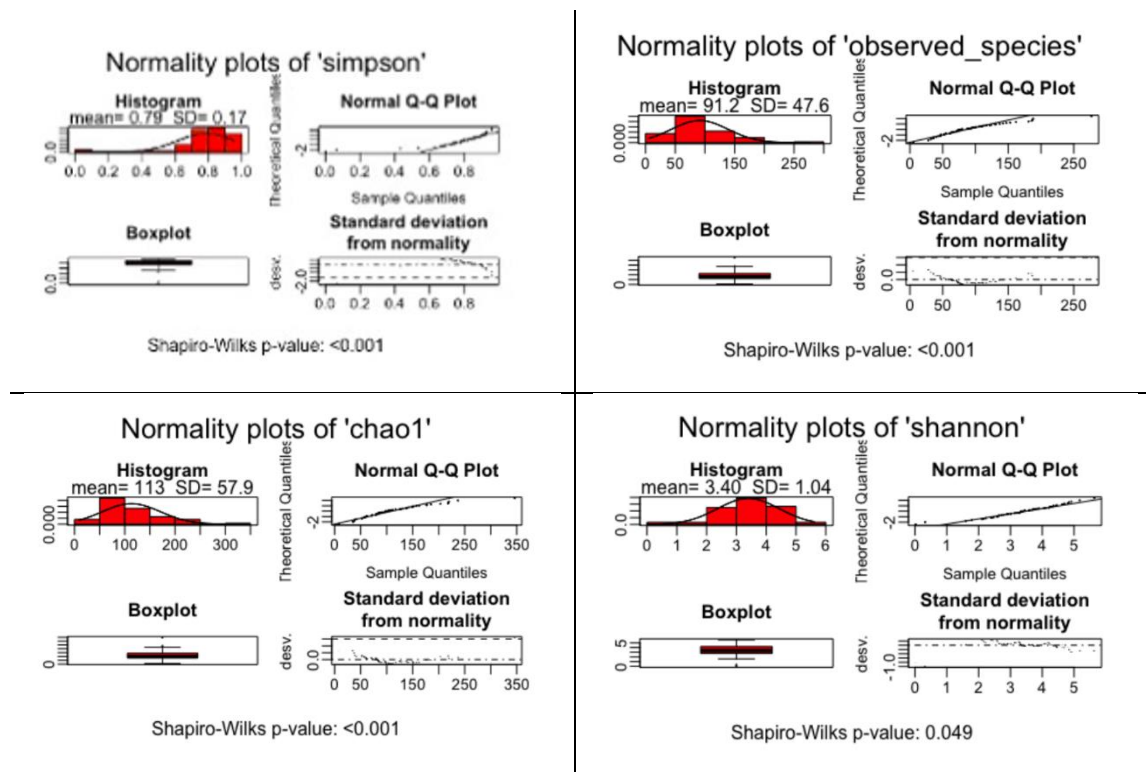 Normality plots of 'simpson'
Histogram
mean= 0.79 SD= 0.17
0.0
0.0 0.2 0.4 0.6 0.8 1.0
Theoretical Quantiles
Normal Q-Q Plot
-2
0.0 0.2 0.4 0.6 0.8
Sample Quantiles
Boxplot
0.0
Standard deviation
from normality
desv.
-2.0
0.0 0.2 0.4 0.6 0.8
Shapiro-Wilks p-value: <0.001
Normality plots of 'observed_species'
Histogram
mean= 91.2 SD= 47.6
0.000
0 50 150 250
Theoretical Quantiles
Normal Q-Q Plot
-2
0 50 150 250
Sample Quantiles
Boxplot
0
Standard deviation
from normality
desv.
0.0
0 50 150 250
Shapiro-Wilks p-value: <0.001
Normality plots of 'chao1'
Histogram
mean= 113 SD= 57.9
0.000
0 100 200 300
Theoretical Quantiles
Normal Q-Q Plot
-2
0 50 150 250 350
Sample Quantiles
Boxplot
0
Standard deviation
from normality
desv.
0.0
0 50 150 250 350
Shapiro-Wilks p-value: <0.001
Normality plots of 'shannon'
Histogram
mean= 3.40 SD= 1.04
0.0
0 1 2 3 4 5 6
Theoretical Quantiles
Normal Q-Q Plot
-2
0 1 2 3 4 5
Sample Quantiles
Boxplot
0 5
Standard deviation
from normality
desv.
-1.0
0 1 2 3 4 5
Shapiro-Wilks p-value: 0.049